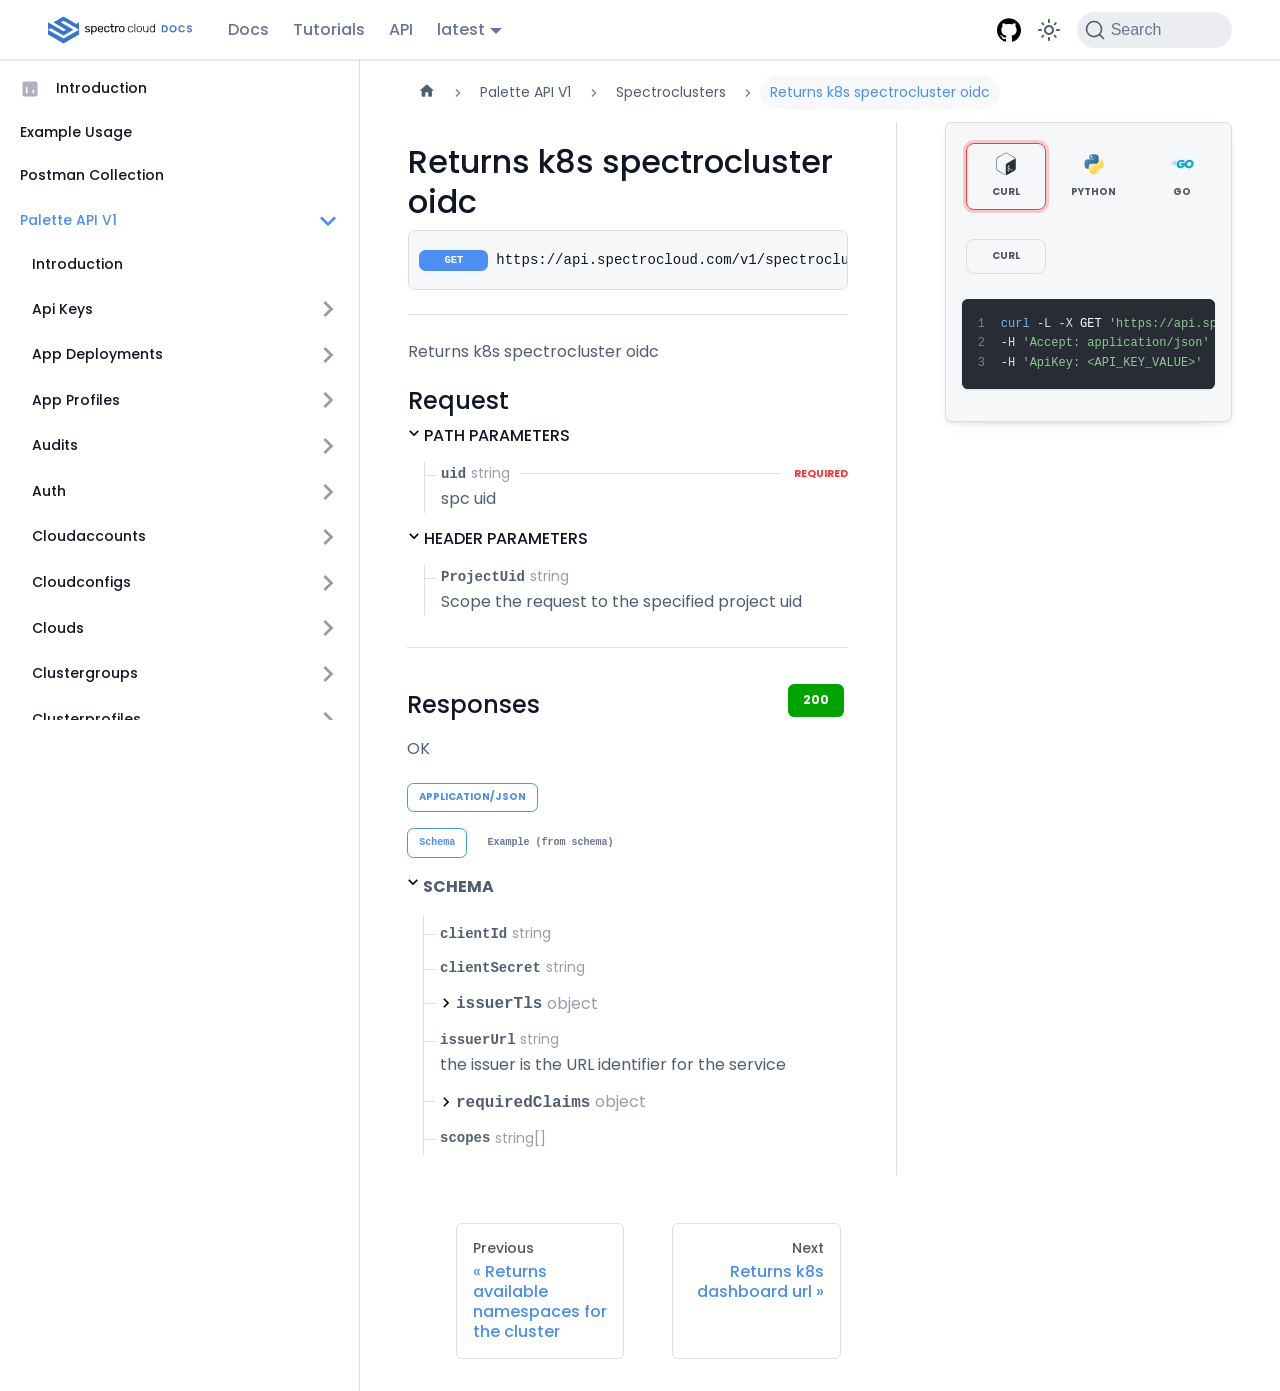 spectro cloud DOCS Docs Tutorials API latest Search
Introduction
Example Usage
Postman Collection
Palette API V1
Introduction
Api Keys
App Deployments
App Profiles
Audits
Auth
Cloudaccounts
Cloudconfigs
Clouds
Clustergroups
Clusterprofiles
Palette API V1 Spectroclusters Returns k8s spectrocluster oidc
Returns k8s spectrocluster
oidc
GET https://api.spectrocloud.com/v1/spectroclu
Returns k8s spectrocluster oidc
Request
PATH PARAMETERS
uid string REQUIRED
spc uid
HEADER PARAMETERS
ProjectUid string
Scope the request to the specified project uid
Responses 200
OK
APPLICATION/JSON
Schema Example (from schema)
SCHEMA
clientId string
clientSecret string
issuerTls object
issuerUrl string
the issuer is the URL identifier for the service
requiredClaims object
scopes string[]
Previous
« Returns
available
namespaces for
the cluster
Next
Returns k8s
dashboard url »
CURL PYTHON GO
CURL
1 curl -L -X GET 'https://api.sp
2 -H 'Accept: application/json'
3 -H 'ApiKey: <API_KEY_VALUE>'